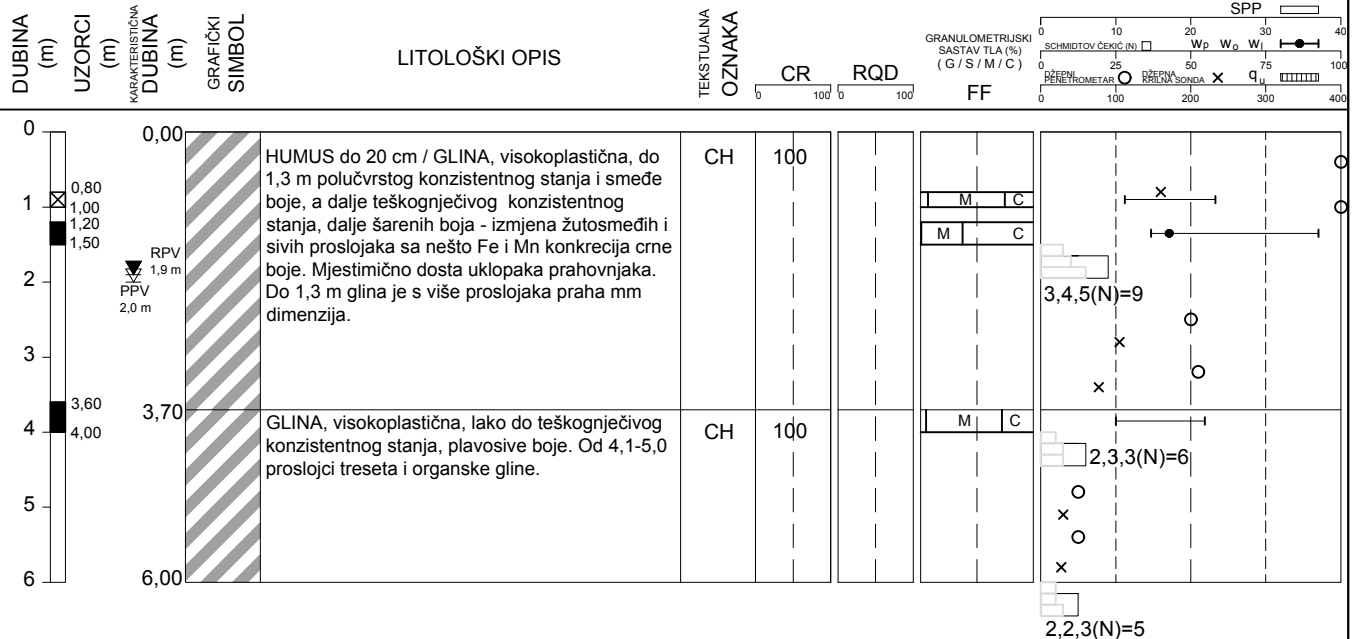 DUBINA (m)
UZORCI (m)
KARAKTERISTIČNA DUBINA (m)
GRAFIČKI SIMBOL
LITOLOŠKI OPIS
TEKSTUALNA OZNAKA
CR
0 100
RQD
0 100
GRANULOMETRIJSKI
SASTAV TLA (%)
( G / S / M / C )
FF
SPP
0 10 20 30 40
SCHMIDTOV ČEKIĆ (N) Wp Wo Wl
0 25 50 75 100
DŽEPNI PENETROMETAR DŽEPNA KRILNA SONDA qu
0 100 200 300 400
0
1
2
3
4
5
6
0,80
1,00
1,20
1,50
3,60
4,00
RPV
1,9 m
PPV
2,0 m
0,00
3,70
6,00
HUMUS do 20 cm / GLINA, visokoplastična, do
1,3 m polučvrstog konzistentnog stanja i smeđe
boje, a dalje teškognječivog konzistentnog
stanja, dalje šarenih boja - izmjena žutosmeđih i
sivih proslojaka sa nešto Fe i Mn konkrecija crne
boje. Mjestimično dosta uklopaka prahovnjaka.
Do 1,3 m glina je s više proslojaka praha mm
dimenzija.
CH 100
M C
M C
3,4,5(N)=9
GLINA, visokoplastična, lako do teškognječivog
konzistentnog stanja, plavosive boje. Od 4,1-5,0
proslojci treseta i organske gline.
CH 100
M C
2,3,3(N)=6
2,2,3(N)=5